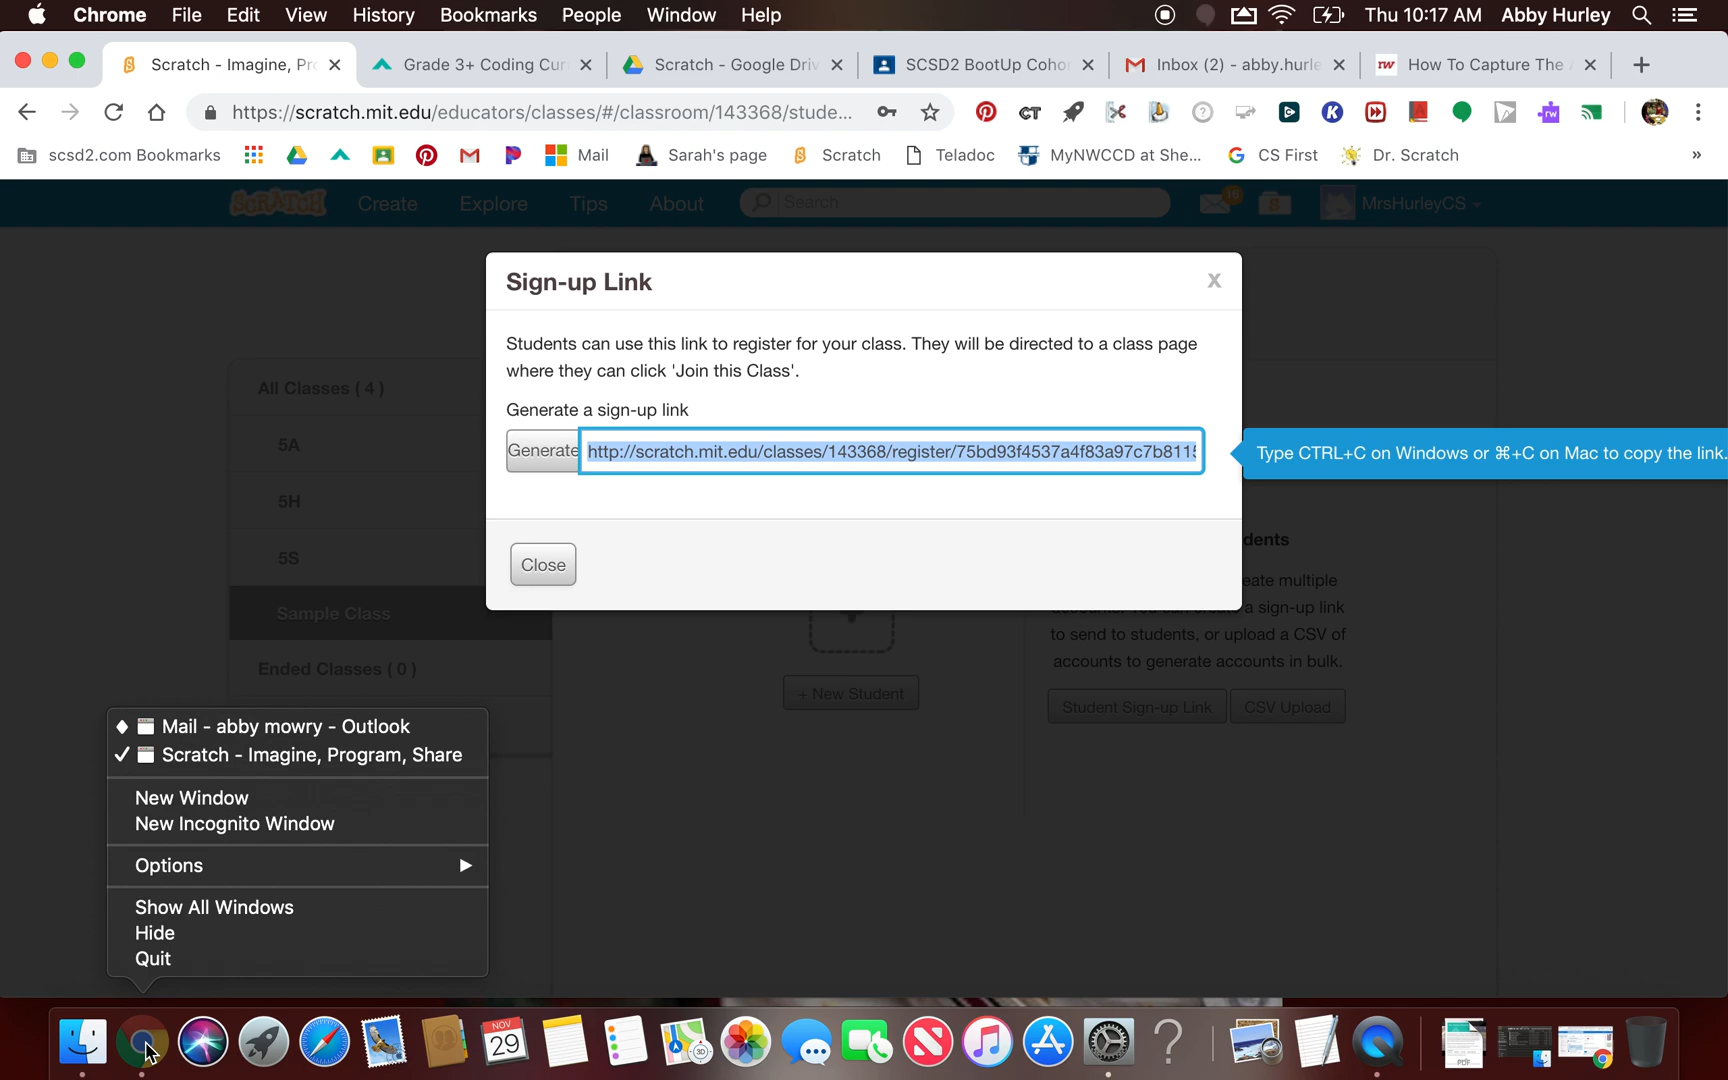 Chrome File Edit View History Bookmarks People Window Help Thu 10:17 AM Abby Hurley
Scratch - Imagine, Pr Grade 3+ Coding Cur Scratch - Google Driv SCSD2 BootUp Coho Inbox (2) - abby.hurle How To Capture The
https://scratch.mit.edu/educators/classes/#/classroom/143368/stude...
scsd2.com Bookmarks Mail Sarah's page Scratch Teladoc MyNWCCD at She... CS First Dr. Scratch »
SCRATCH Create Explore Tips About Search MrsHurleyCS
Sign-up Link X
Students can use this link to register for your class. They will be directed to a class page
where they can click 'Join this Class'.
Generate a sign-up link
Generate http://scratch.mit.edu/classes/143368/register/75bd93f4537a4f83a97c7b8115
Type CTRL+C on Windows or ⌘+C on Mac to copy the link.
Close
All Classes ( 4 )
5A
5H
5S
Sample Class
Ended Classes ( 0 )
dents
eate multiple
a sign-up link
to send to students, or upload a CSV of
accounts to generate accounts in bulk.
+ New Student
Student Sign-up Link CSV Upload
Mail - abby mowry - Outlook
Scratch - Imagine, Program, Share
New Window
New Incognito Window
Options
Show All Windows
Hide
Quit
NOV
29
3D
PDF